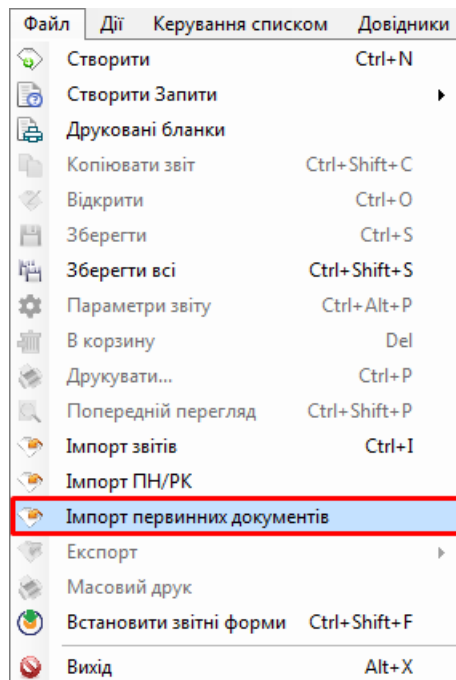 Файл Дії Керування списком Довідники
Створити Ctrl+N
Створити Запити
Друковані бланки
Копіювати звіт Ctrl+Shift+C
Відкрити Ctrl+O
Зберегти Ctrl+S
Зберегти всі Ctrl+Shift+S
Параметри звіту Ctrl+Alt+P
В корзину Del
Друкувати... Ctrl+P
Попередній перегляд Ctrl+Shift+P
Імпорт звітів Ctrl+I
Імпорт ПН/РК
Імпорт первинних документів
Експорт
Масовий друк
Встановити звітні форми Ctrl+Shift+F
Вихід Alt+X